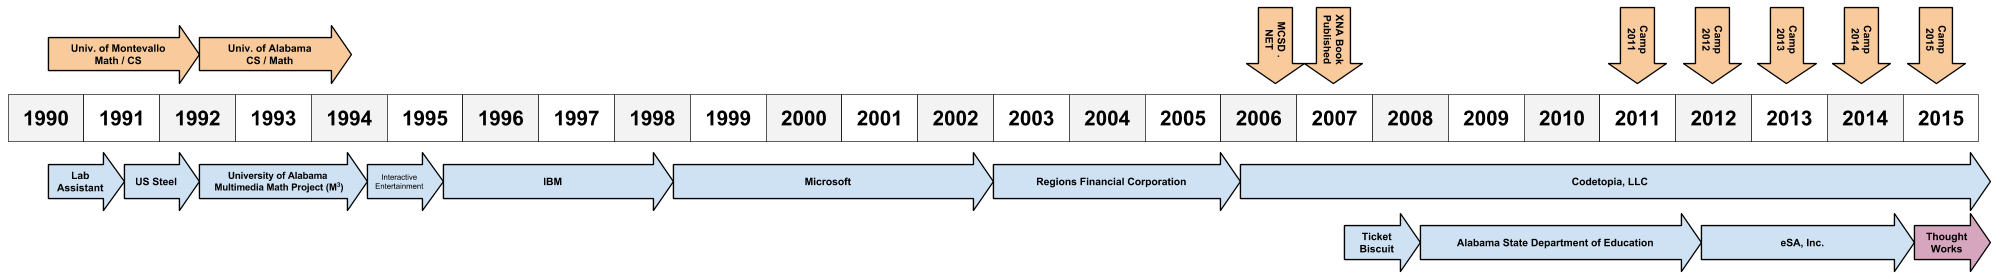 Univ. of Montevallo
Math / CS
Univ. of Alabama
CS / Math
MCSD .
NET
XNA Book
Published
Camp
2011
Camp
2012
Camp
2013
Camp
2014
Camp
2015
1990 1991 1992 1993 1994 1995 1996 1997 1998 1999 2000 2001 2002 2003 2004 2005 2006 2007 2008 2009 2010 2011 2012 2013 2014 2015
Lab
Assistant
US Steel
University of Alabama
Multimedia Math Project (M³)
Interactive
Entertainment
IBM
Microsoft
Regions Financial Corporation
Codetopia, LLC
Ticket
Biscuit
Alabama State Department of Education
eSA, Inc.
Thought
Works